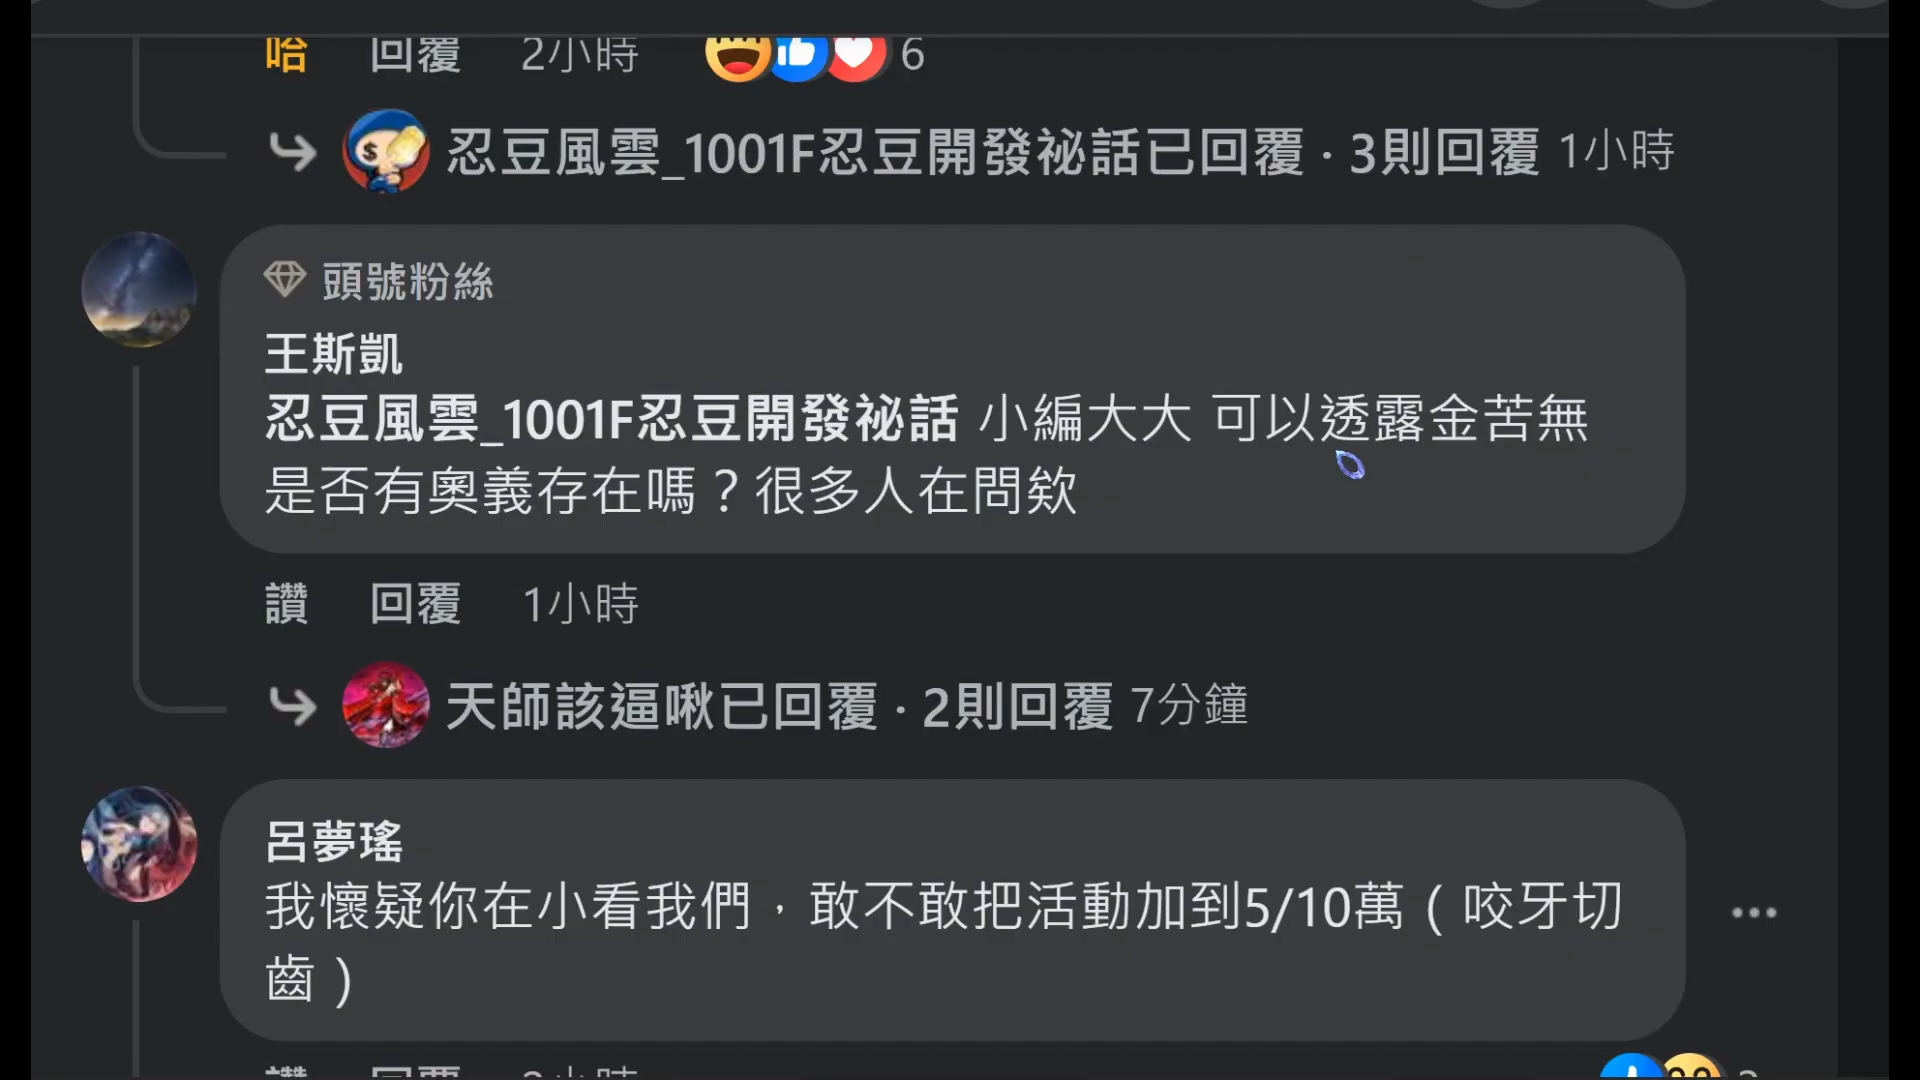 哈 回覆 2小時 6
忍豆風雲_1001F忍豆開發祕話已回覆 · 3則回覆 1小時
頭號粉絲
王斯凱
忍豆風雲_1001F忍豆開發祕話 小編大大 可以透露金苦無
是否有奧義存在嗎？很多人在問欸
讚 回覆 1小時
天師該逼啾已回覆 · 2則回覆 7分鐘
呂夢瑤
我懷疑你在小看我們，敢不敢把活動加到5/10萬（咬牙切
齒）